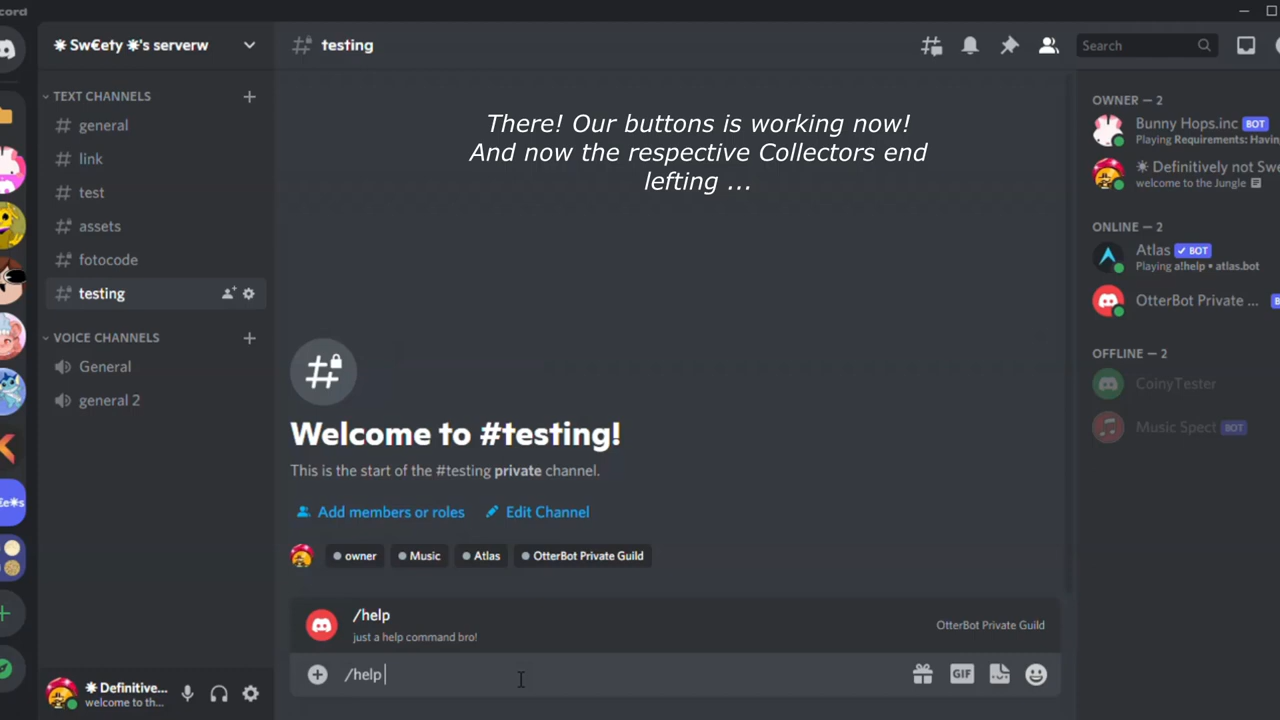 cord
✷ Sw€ety ✷'s serverw
testing
Search
TEXT CHANNELS
general
link
test
assets
fotocode
testing
VOICE CHANNELS
General
general 2
€e✷s
✷ Definitive...
welcome to th...
There! Our buttons is working now!
And now the respective Collectors end
lefting ...
Welcome to #testing!
This is the start of the #testing private channel.
Add members or roles
Edit Channel
owner
Music
Atlas
OtterBot Private Guild
/help
just a help command bro!
OtterBot Private Guild
/help
GIF
OWNER — 2
Bunny Hops.inc BOT
Playing Requirements: Having
✷ Definitively not Swe
welcome to the Jungle
ONLINE — 2
Atlas ✓ BOT
Playing a!help • atlas.bot
OtterBot Private ...
OFFLINE — 2
CoinyTester
Music Spect BOT